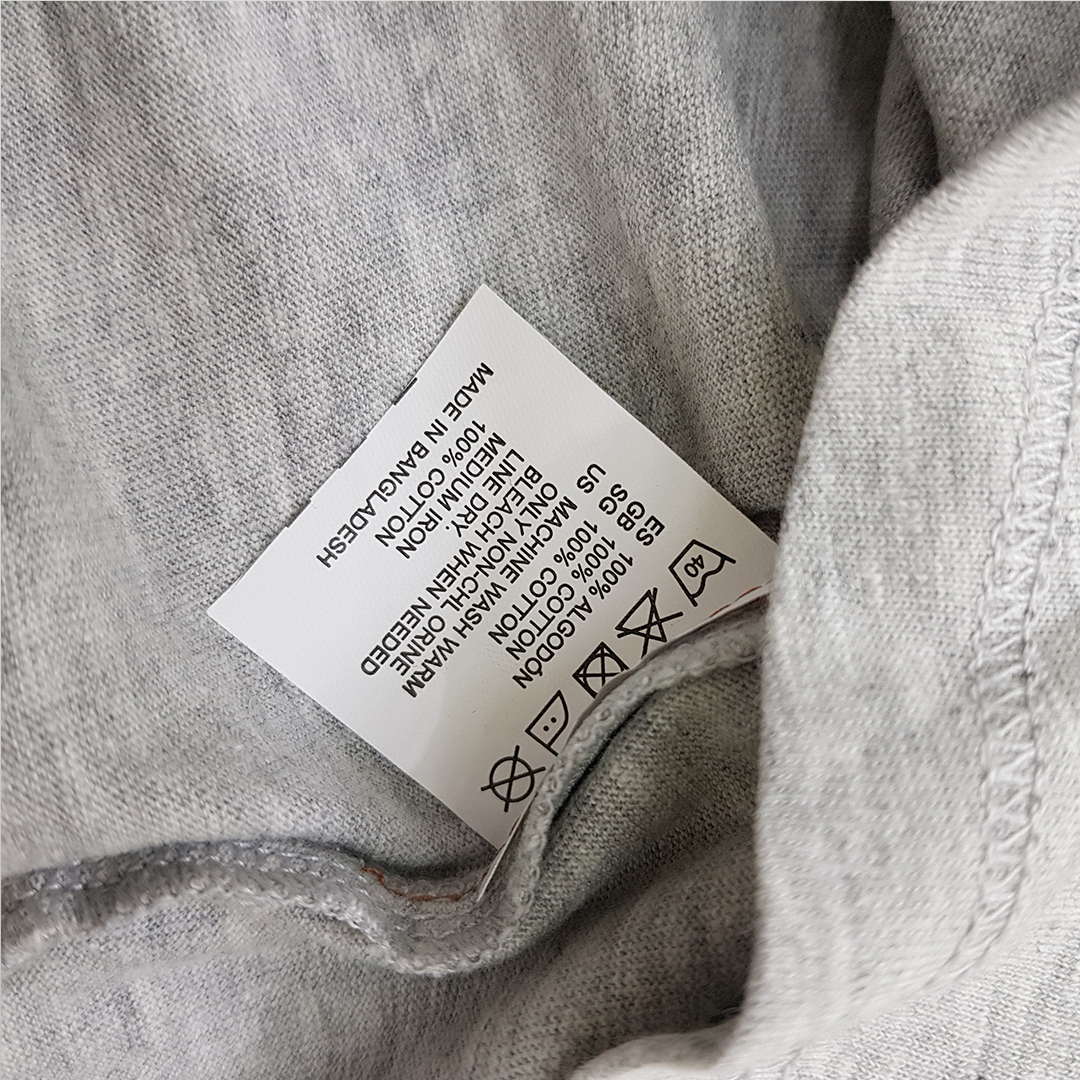 40
ES 100% ALGODÓN
GB 100% COTTON
SG 100% COTTON
US MACHINE WASH WARM
ONLY NON-CHL ORINE
BLEACH WHEN NEEDED
LINE DRY.
MEDIUM IRON
100% COTTON
MADE IN BANGLADESH